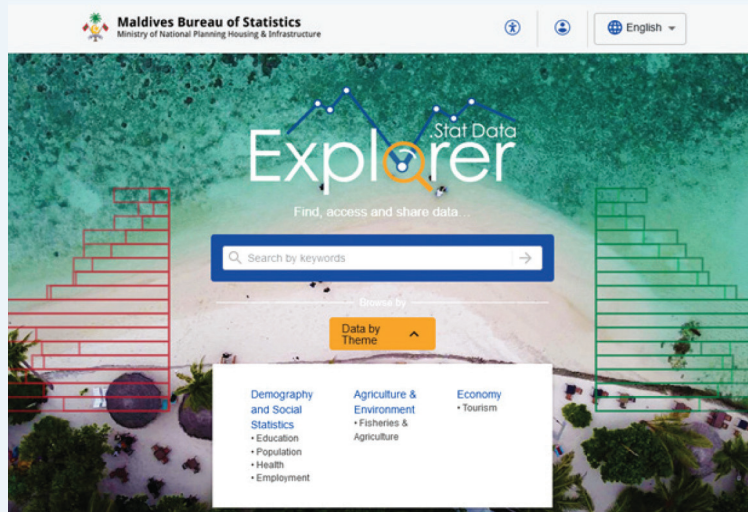 Maldives Bureau of Statistics
Ministry of National Planning Housing & Infrastructure
English
.Stat Data
Explorer
Find, access and share data...
Search by keywords
Browse by
Data by
Theme
Demography
and Social
Statistics
• Education
• Population
• Health
• Employment
Agriculture &
Environment
• Fisheries &
Agriculture
Economy
• Tourism